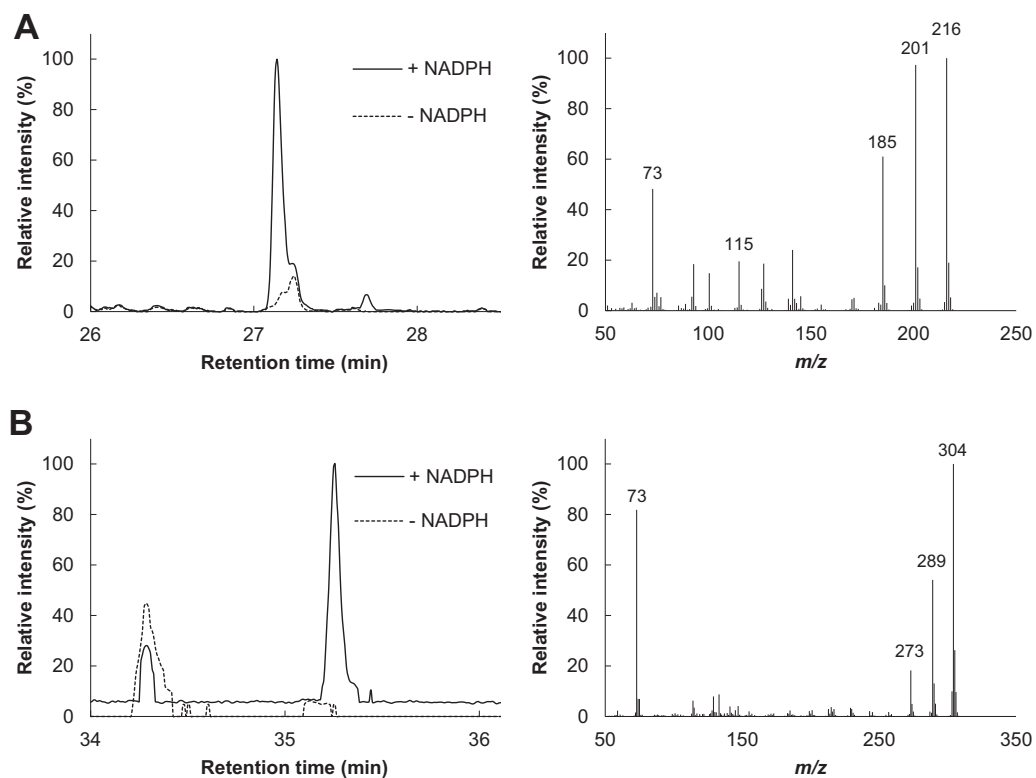 A
Relative intensity (%)
100
80
60
40
20
0
26 27 28
Retention time (min)
+ NADPH
- NADPH
Relative intensity (%)
100
80
60
40
20
0
73
115
185
201
216
50 100 150 200 250
m/z
B
Relative intensity (%)
100
80
60
40
20
0
34 35 36
Retention time (min)
+ NADPH
- NADPH
Relative intensity (%)
100
80
60
40
20
0
73
273
289
304
50 150 250 350
m/z